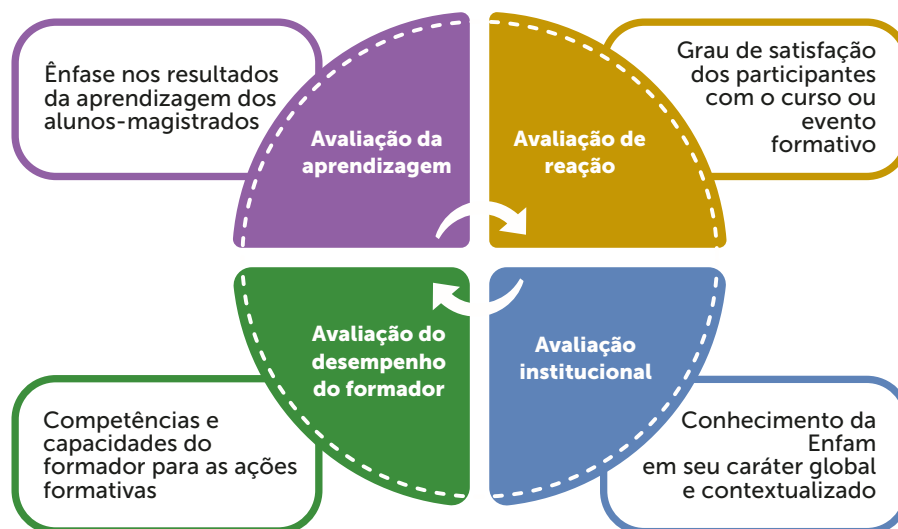 Ênfase nos resultados
da aprendizagem dos
alunos-magistrados
Avaliação da
aprendizagem
Avaliação de
reação
Grau de satisfação
dos participantes
com o curso ou
evento
formativo
Avaliação do
desempenho
do formador
Competências e
capacidades do
formador para as ações
formativas
Avaliação
institucional
Conhecimento da
Enfam
em seu caráter global
e contextualizado